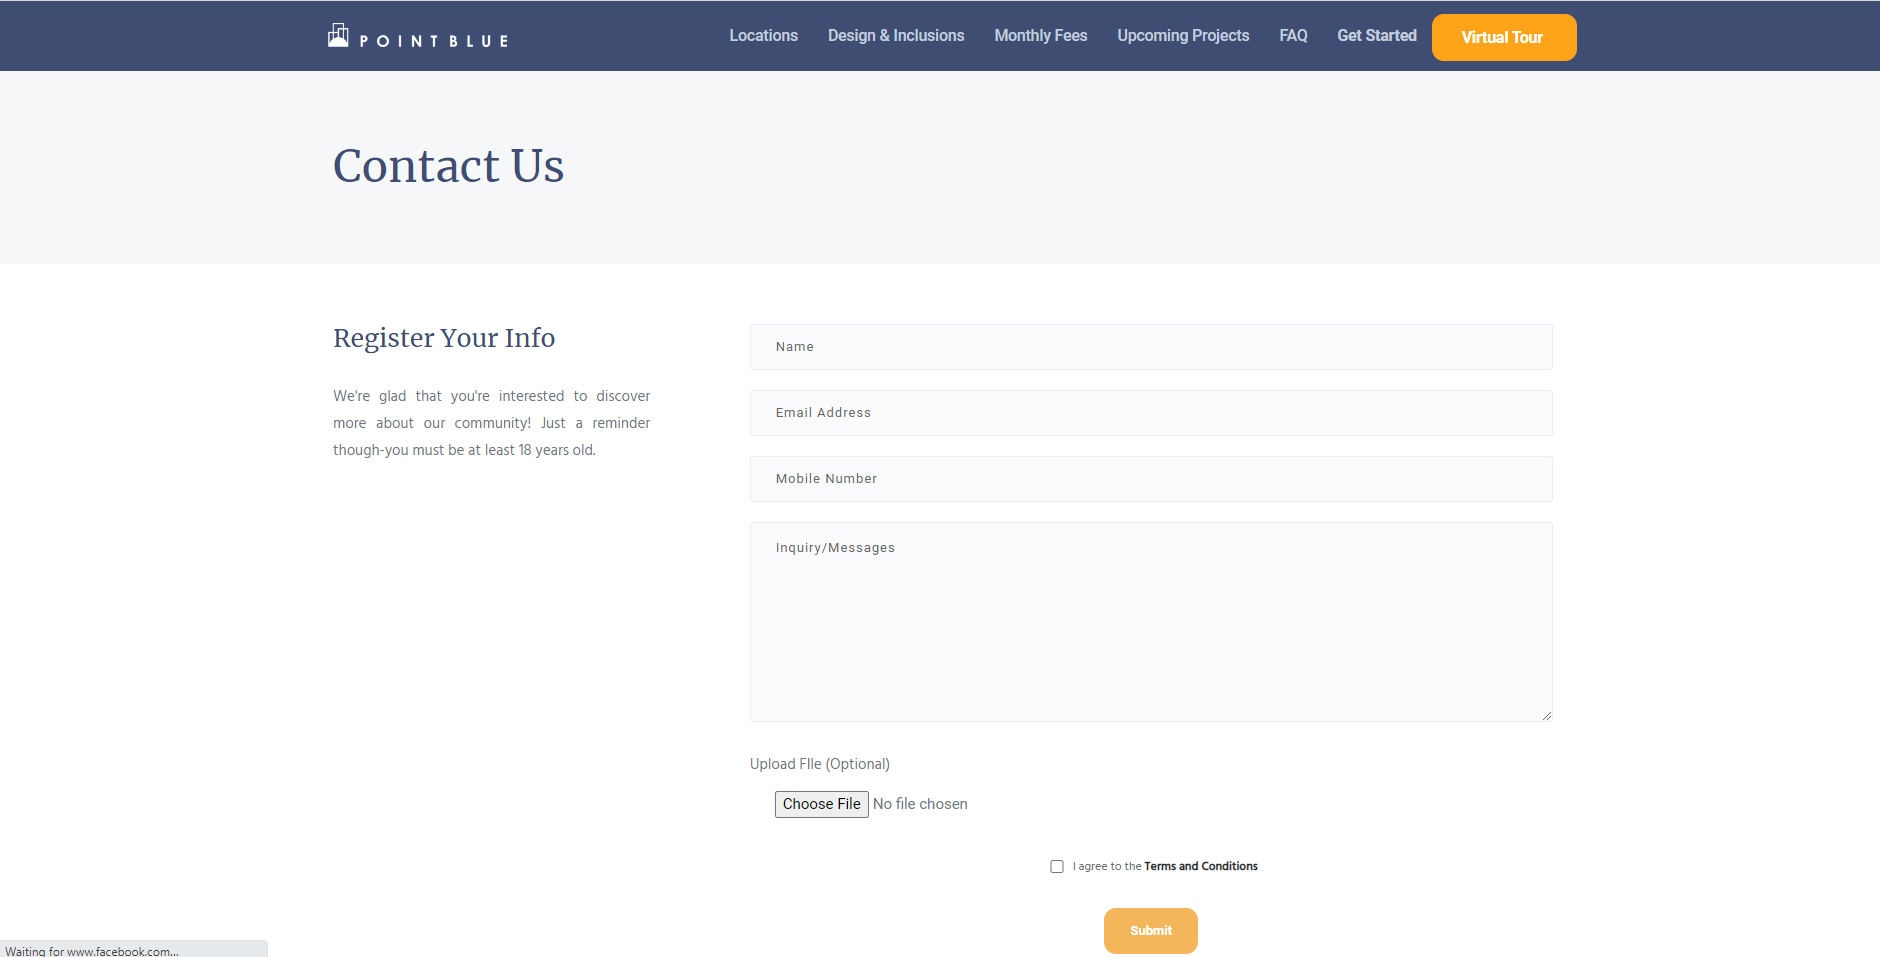 POINT BLUE
Locations
Design & Inclusions
Monthly Fees
Upcoming Projects
FAQ
Get Started
Virtual Tour
Contact Us
Register Your Info
We're glad that you're interested to discover
more about our community! Just a reminder
though-you must be at least 18 years old.
Name
Email Address
Mobile Number
Inquiry/Messages
Upload FIle (Optional)
Choose File No file chosen
I agree to the Terms and Conditions
Submit
Waiting for www.facebook.com...